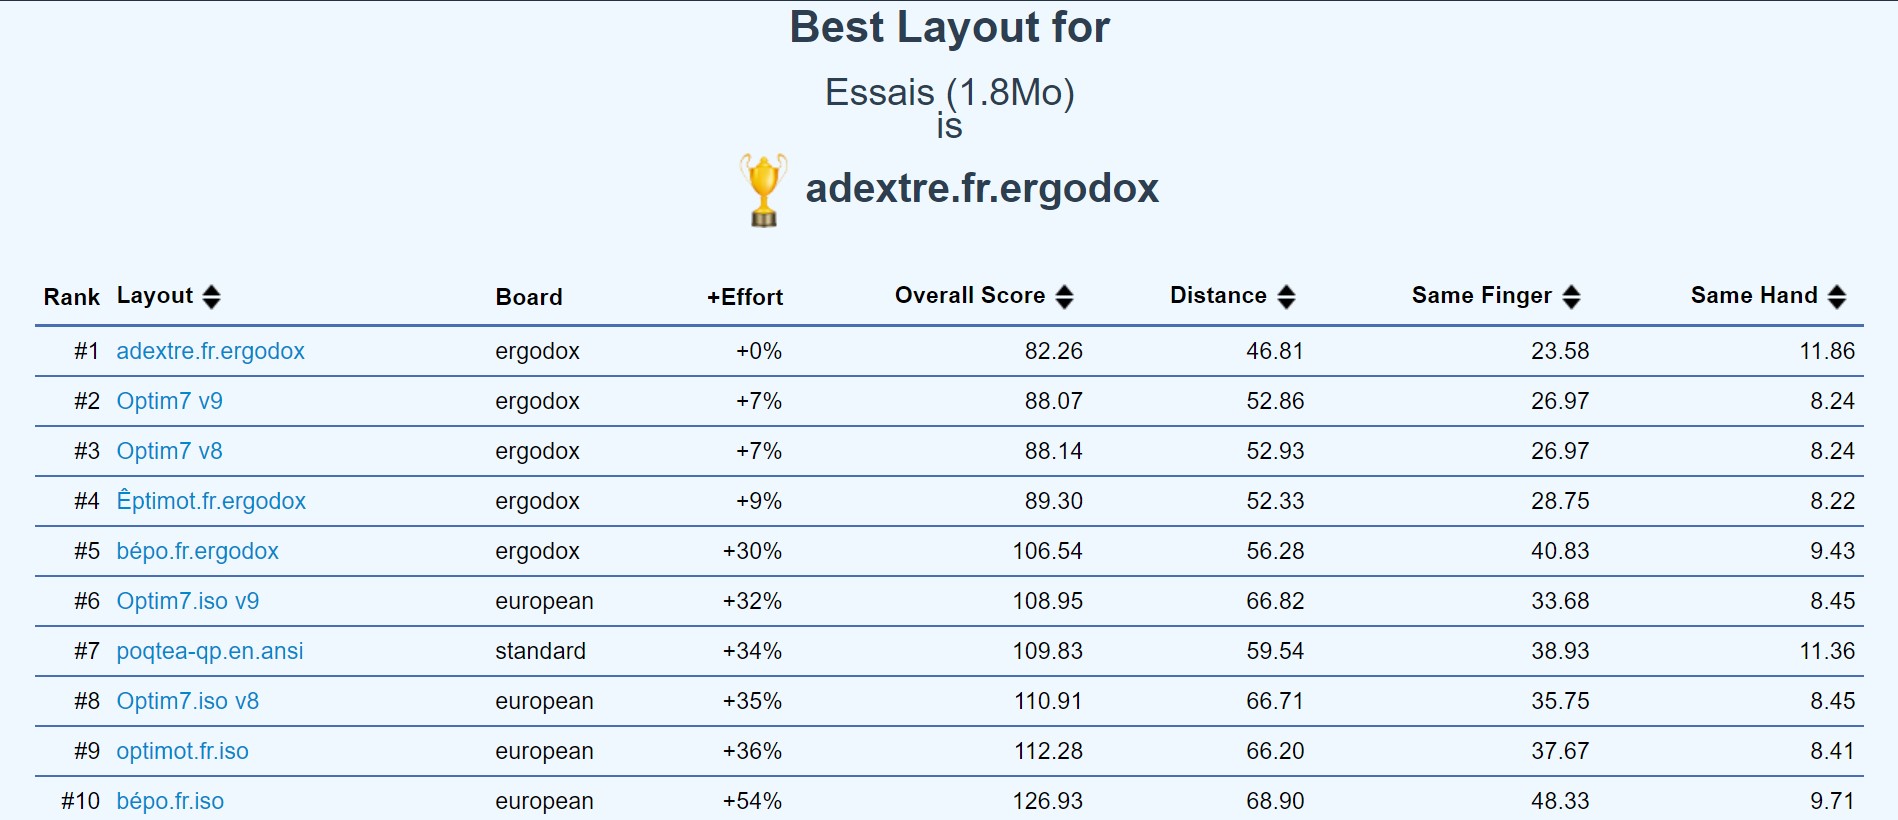 Best Layout for
Essais (1.8Mo)
is
adextre.fr.ergodox
Rank Layout Board +Effort Overall Score Distance Same Finger Same Hand
#1 adextre.fr.ergodox ergodox +0% 82.26 46.81 23.58 11.86
#2 Optim7 v9 ergodox +7% 88.07 52.86 26.97 8.24
#3 Optim7 v8 ergodox +7% 88.14 52.93 26.97 8.24
#4 Êptimot.fr.ergodox ergodox +9% 89.30 52.33 28.75 8.22
#5 bépo.fr.ergodox ergodox +30% 106.54 56.28 40.83 9.43
#6 Optim7.iso v9 european +32% 108.95 66.82 33.68 8.45
#7 poqtea-qp.en.ansi standard +34% 109.83 59.54 38.93 11.36
#8 Optim7.iso v8 european +35% 110.91 66.71 35.75 8.45
#9 optimot.fr.iso european +36% 112.28 66.20 37.67 8.41
#10 bépo.fr.iso european +54% 126.93 68.90 48.33 9.71